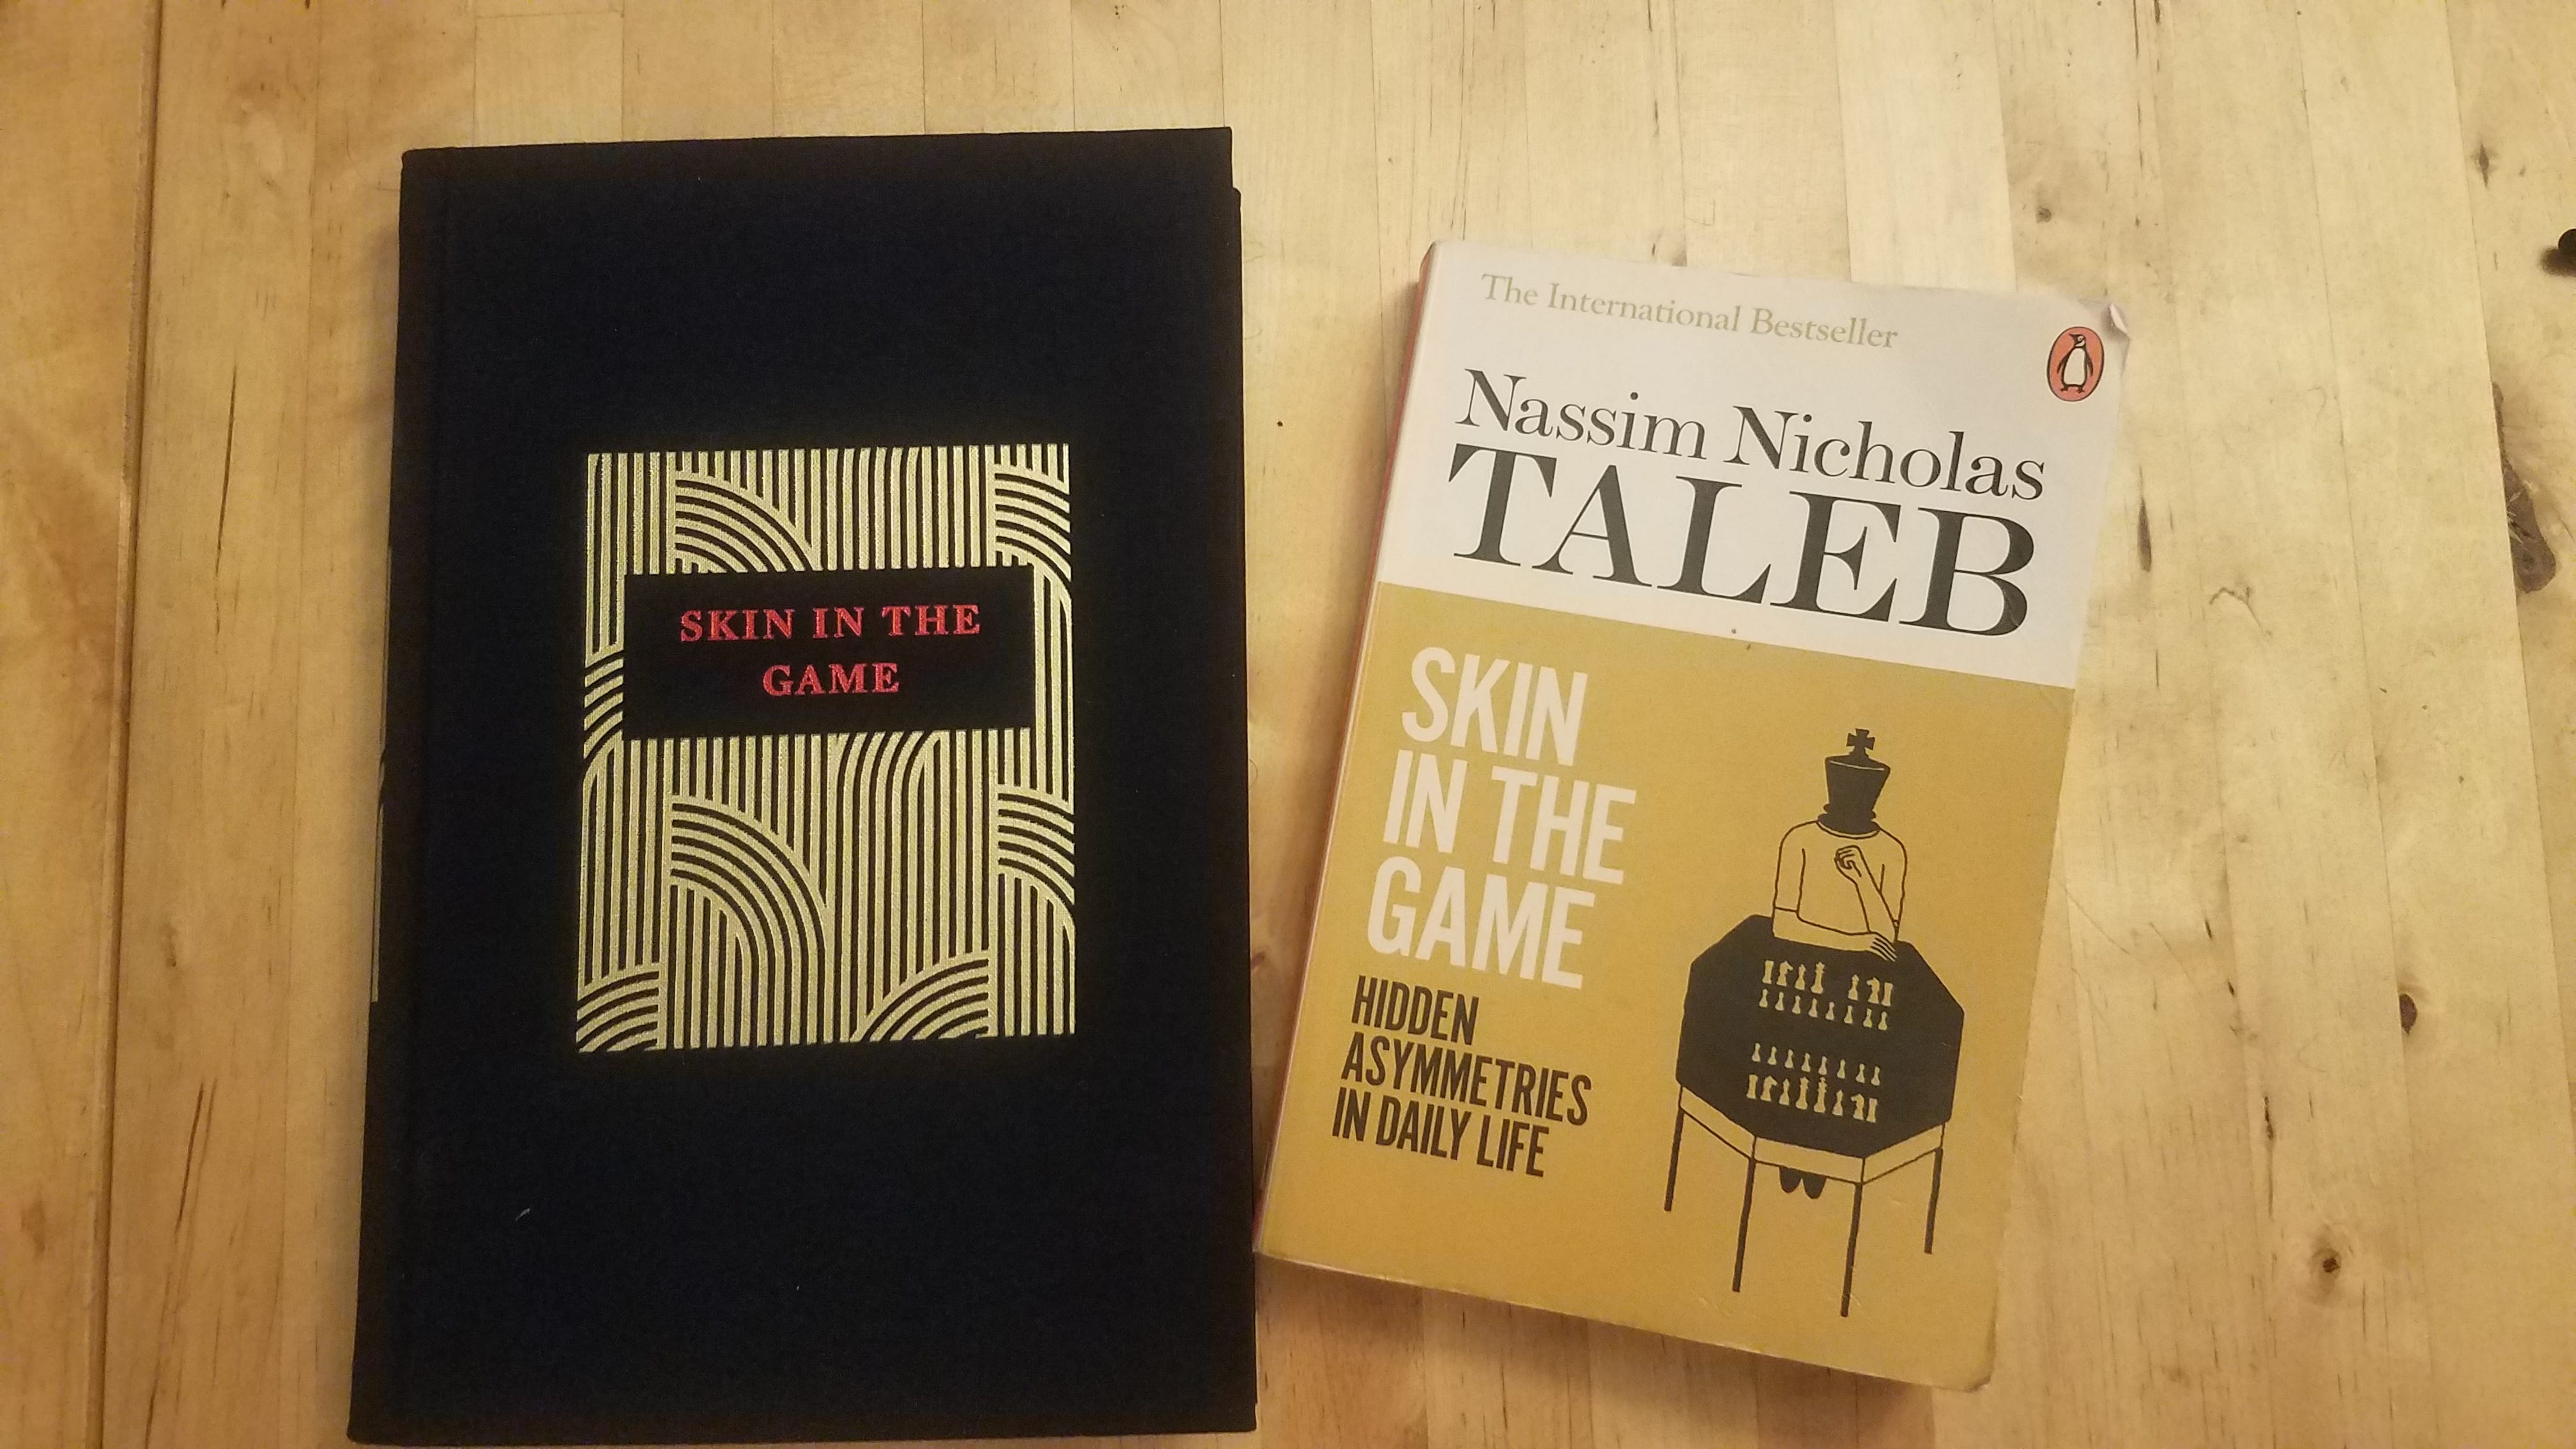 SKIN IN THE
GAME
The International Bestseller
Nassim Nicholas
TALEB
SKIN
IN THE
GAME
HIDDEN
ASYMMETRIES
IN DAILY LIFE